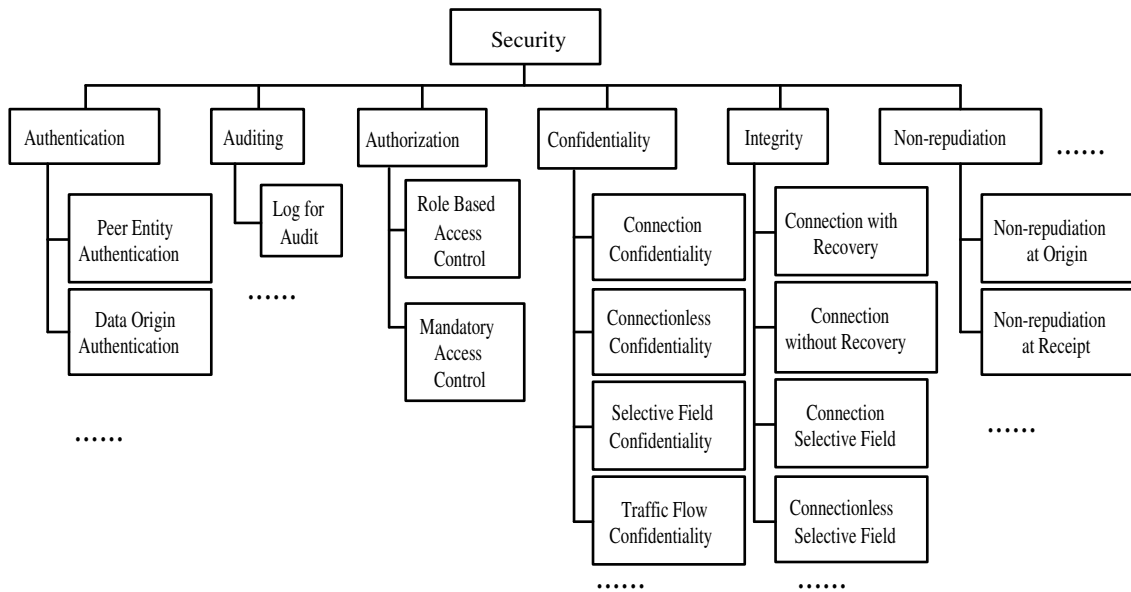 Security
Authentication
Auditing
Authorization
Confidentiality
Integrity
Non-repudiation
......
Peer Entity
Authentication
Data Origin
Authentication
......
Log for
Audit
......
Role Based
Access
Control
Mandatory
Access
Control
Connection
Confidentiality
Connectionless
Confidentiality
Selective Field
Confidentiality
Traffic Flow
Confidentiality
......
Connection with
Recovery
Connection
without Recovery
Connection
Selective Field
Connectionless
Selective Field
......
Non-repudiation
at Origin
Non-repudiation
at Receipt
......